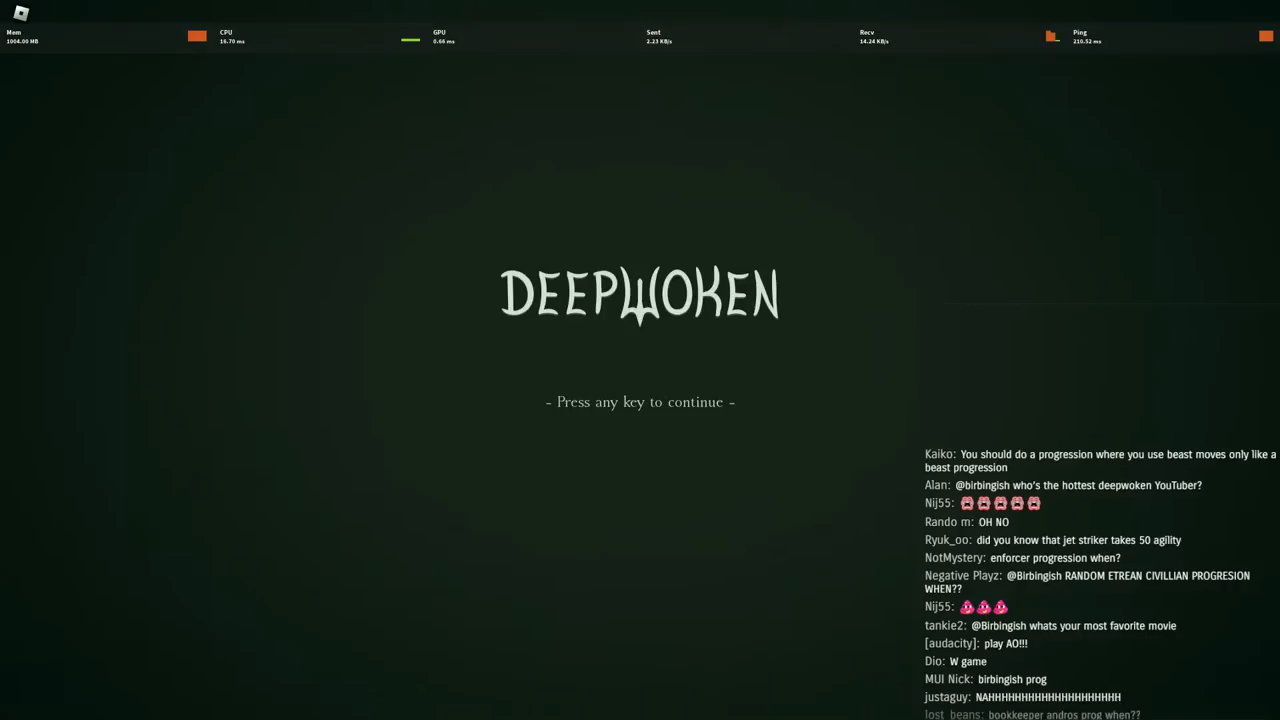 Mem
1004.00 MB
CPU
16.70 ms
GPU
0.66 ms
Sent
2.23 KB/s
Recv
14.24 KB/s
Ping
210.52 ms
DEEPWOKEN
- Press any key to continue -
Kaiko: You should do a progression where you use beast moves only like a
beast progression
Alan: @birbingish who's the hottest deepwoken YouTuber?
Nij55:
Rando m: OH NO
Ryuk_oo: did you know that jet striker takes 50 agility
NotMystery: enforcer progression when?
Negative Playz: @Birbingish RANDOM ETREAN CIVILLIAN PROGRESION
WHEN??
Nij55:
tankie2: @Birbingish whats your most favorite movie
[audacity]: play AO!!!
Dio: W game
MUI Nick: birbingish prog
justaguy: NAHHHHHHHHHHHHHHHHHHHH
lost_beans: bookkeeper andros prog when??